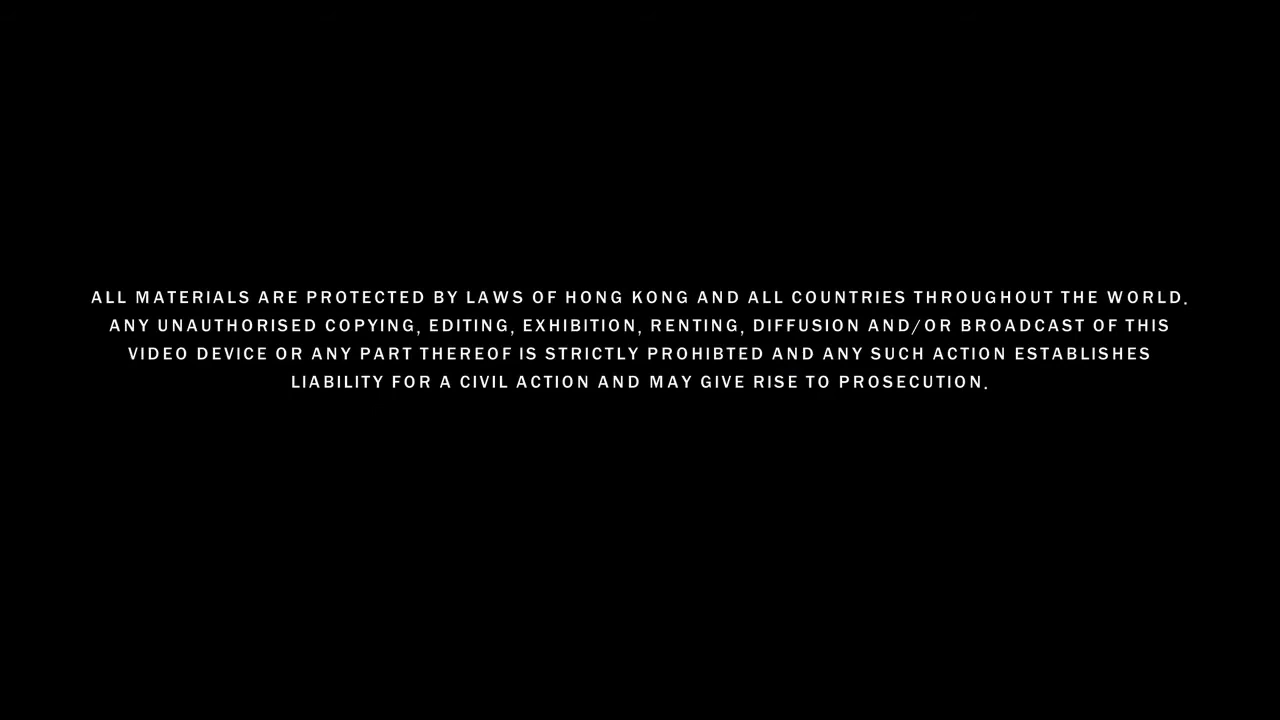 ALL MATERIALS ARE PROTECTED BY LAWS OF HONG KONG AND ALL COUNTRIES THROUGHOUT THE WORLD.
ANY UNAUTHORISED COPYING, EDITING, EXHIBITION, RENTING, DIFFUSION AND/OR BROADCAST OF THIS
VIDEO DEVICE OR ANY PART THEREOF IS STRICTLY PROHIBTED AND ANY SUCH ACTION ESTABLISHES
LIABILITY FOR A CIVIL ACTION AND MAY GIVE RISE TO PROSECUTION.